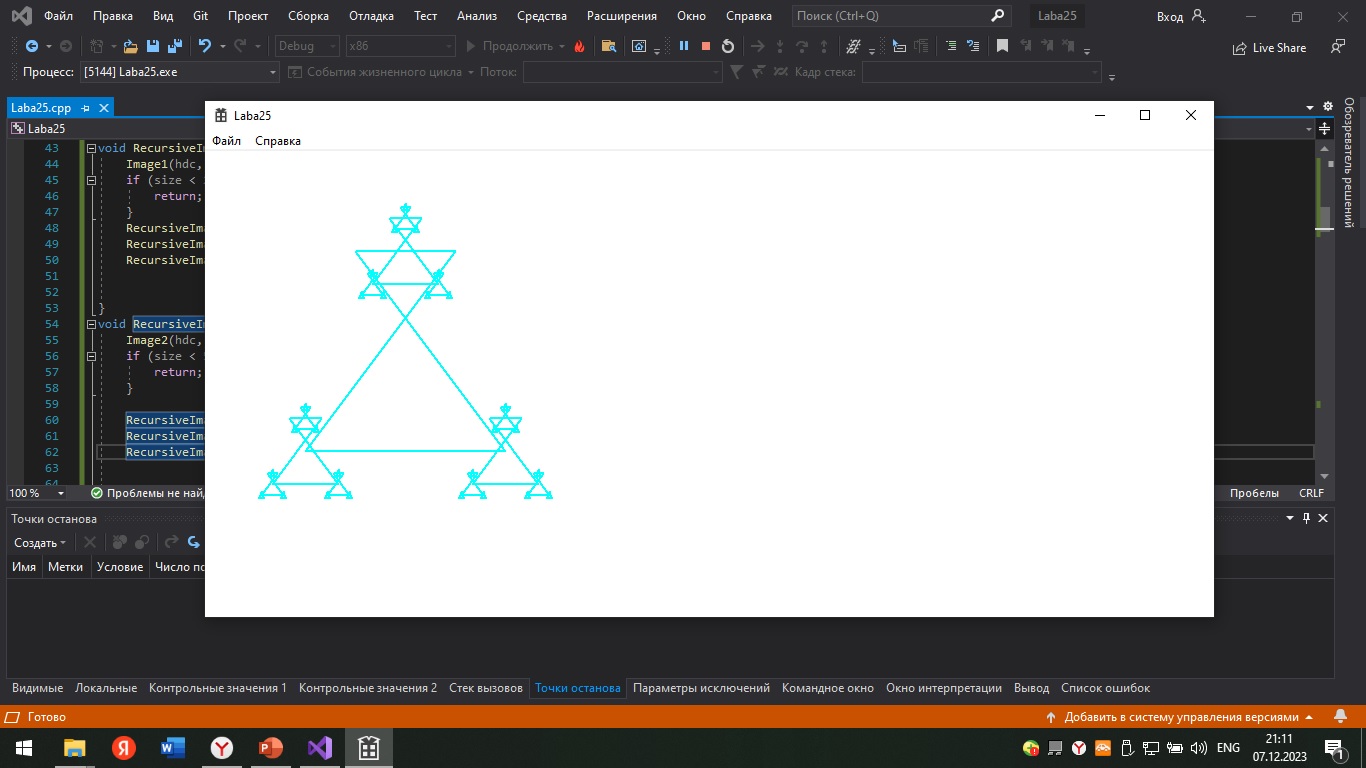 Файл Правка Вид Git Проект Сборка Отладка Тест Анализ Средства Расширения Окно Справка Поиск (Ctrl+Q) Laba25 Вход
Debug x86 Продолжить Live Share
Процесс: [5144] Laba25.exe События жизненного цикла Поток: Кадр стека:
Laba25.cpp
Laba25
Laba25
Файл Справка
Обозреватель решений
43 void RecursiveIm
44 Image1(hdc,
45 if (size <
46 return;
47 }
48 RecursiveIma
49 RecursiveIma
50 RecursiveIma
51
52
53 }
54 void RecursiveIm
55 Image2(hdc,
56 if (size <
57 return;
58 }
59
60 RecursiveIma
61 RecursiveIma
62 RecursiveIma
63
64
100 % Проблемы не най Пробелы CRLF
Точки останова
Создать
Имя Метки Условие Число по
Видимые Локальные Контрольные значения 1 Контрольные значения 2 Стек вызовов Точки останова Параметры исключений Командное окно Окно интерпретации Вывод Список ошибок
Готово Добавить в систему управления версиями
ENG 21:11
07.12.2023 1